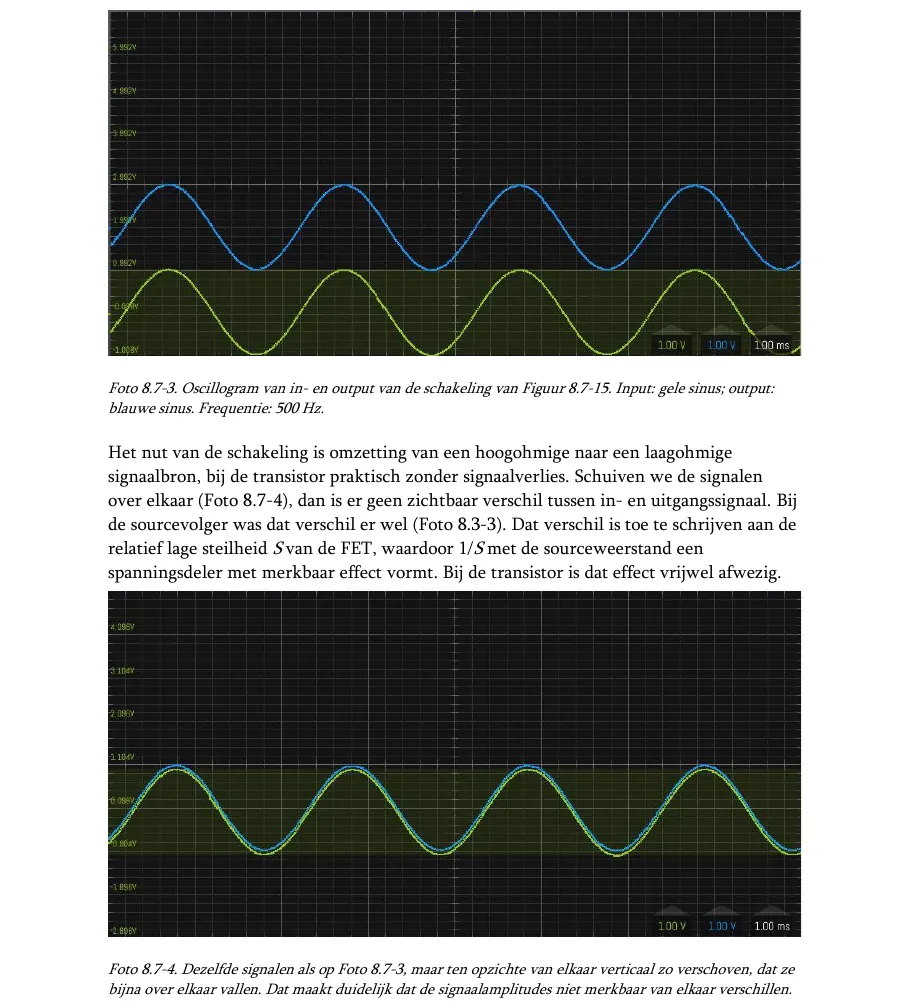 5.992V
4.992V
3.992V
2.992V
0.992V
-1.008V
1.00 V 1.00 V 1.00 ms
Foto 8.7-3. Oscillogram van in- en output van de schakeling van Figuur 8.7-15. Input: gele sinus; output:
blauwe sinus. Frequentie: 500 Hz.
Het nut van de schakeling is omzetting van een hoogohmige naar een laagohmige
signaalbron, bij de transistor praktisch zonder signaalverlies. Schuiven we de signalen
over elkaar (Foto 8.7-4), dan is er geen zichtbaar verschil tussen in- en uitgangssignaal. Bij
de sourcevolger was dat verschil er wel (Foto 8.3-3). Dat verschil is toe te schrijven aan de
relatief lage steilheid S van de FET, waardoor 1/S met de sourceweerstand een
spanningsdeler met merkbaar effect vormt. Bij de transistor is dat effect vrijwel afwezig.
3.104V
1.104V
1.00 V 1.00 V 1.00 ms
Foto 8.7-4. Dezelfde signalen als op Foto 8.7-3, maar ten opzichte van elkaar verticaal zo verschoven, dat ze
bijna over elkaar vallen. Dat maakt duidelijk dat de signaalamplitudes niet merkbaar van elkaar verschillen.